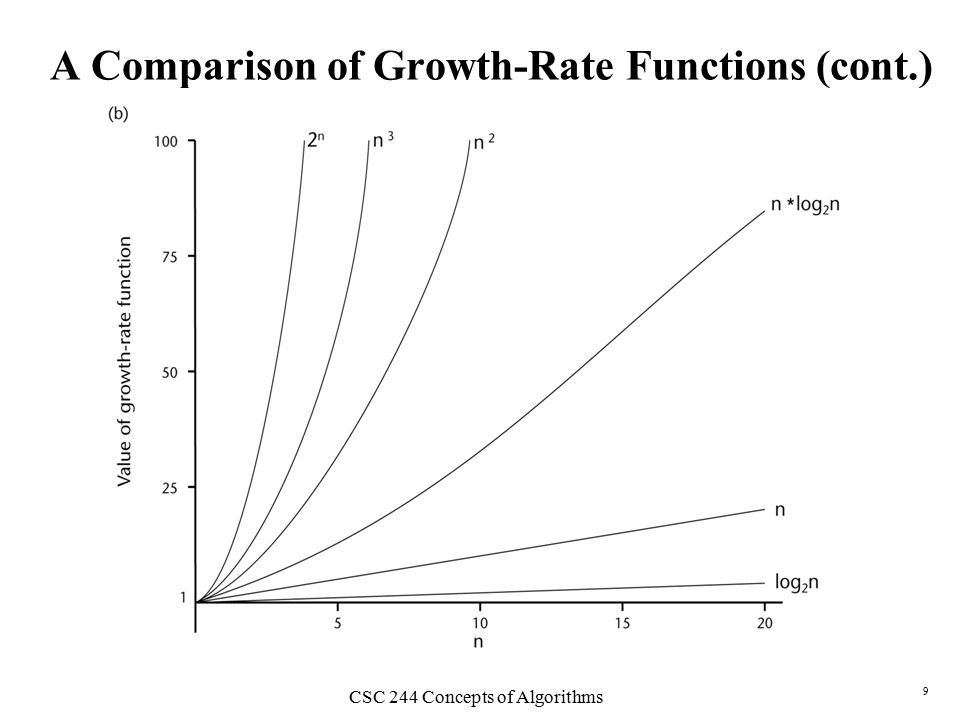 A Comparison of Growth-Rate Functions (cont.)
(b)
Value of growth-rate function
100
75
50
25
1
2ⁿ
n ³
n ²
n *log₂n
n
log₂n
5 10 15 20
n
CSC 244 Concepts of Algorithms
9